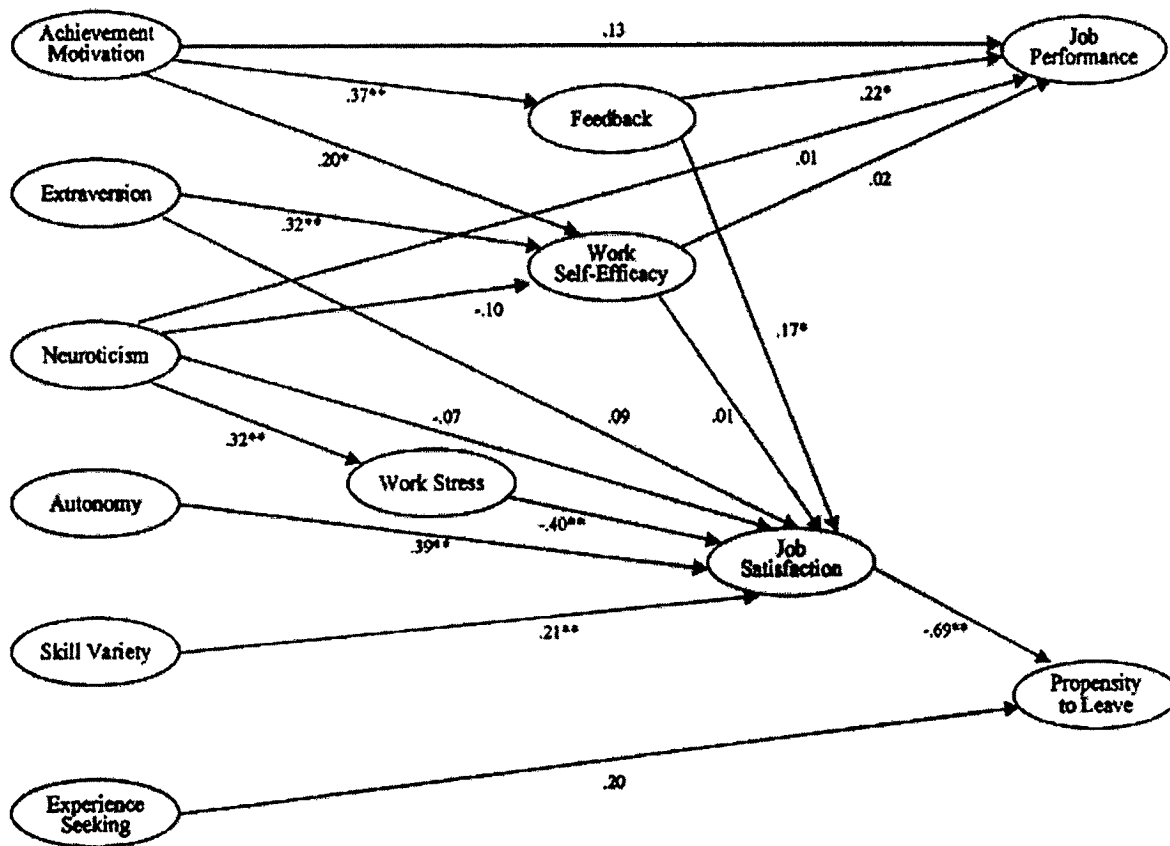 Achievement
Motivation
.13
Job
Performance
.37**
Feedback
.22*
.20*
.01
.02
Extraversion
.32**
Work
Self-Efficacy
-.10
.17*
Neuroticism
-.07
.09
.01
.32**
Work Stress
Autonomy
-.40**
.39**
Job
Satisfaction
Skill Variety
.21**
-.69**
Propensity
to Leave
.20
Experience
Seeking